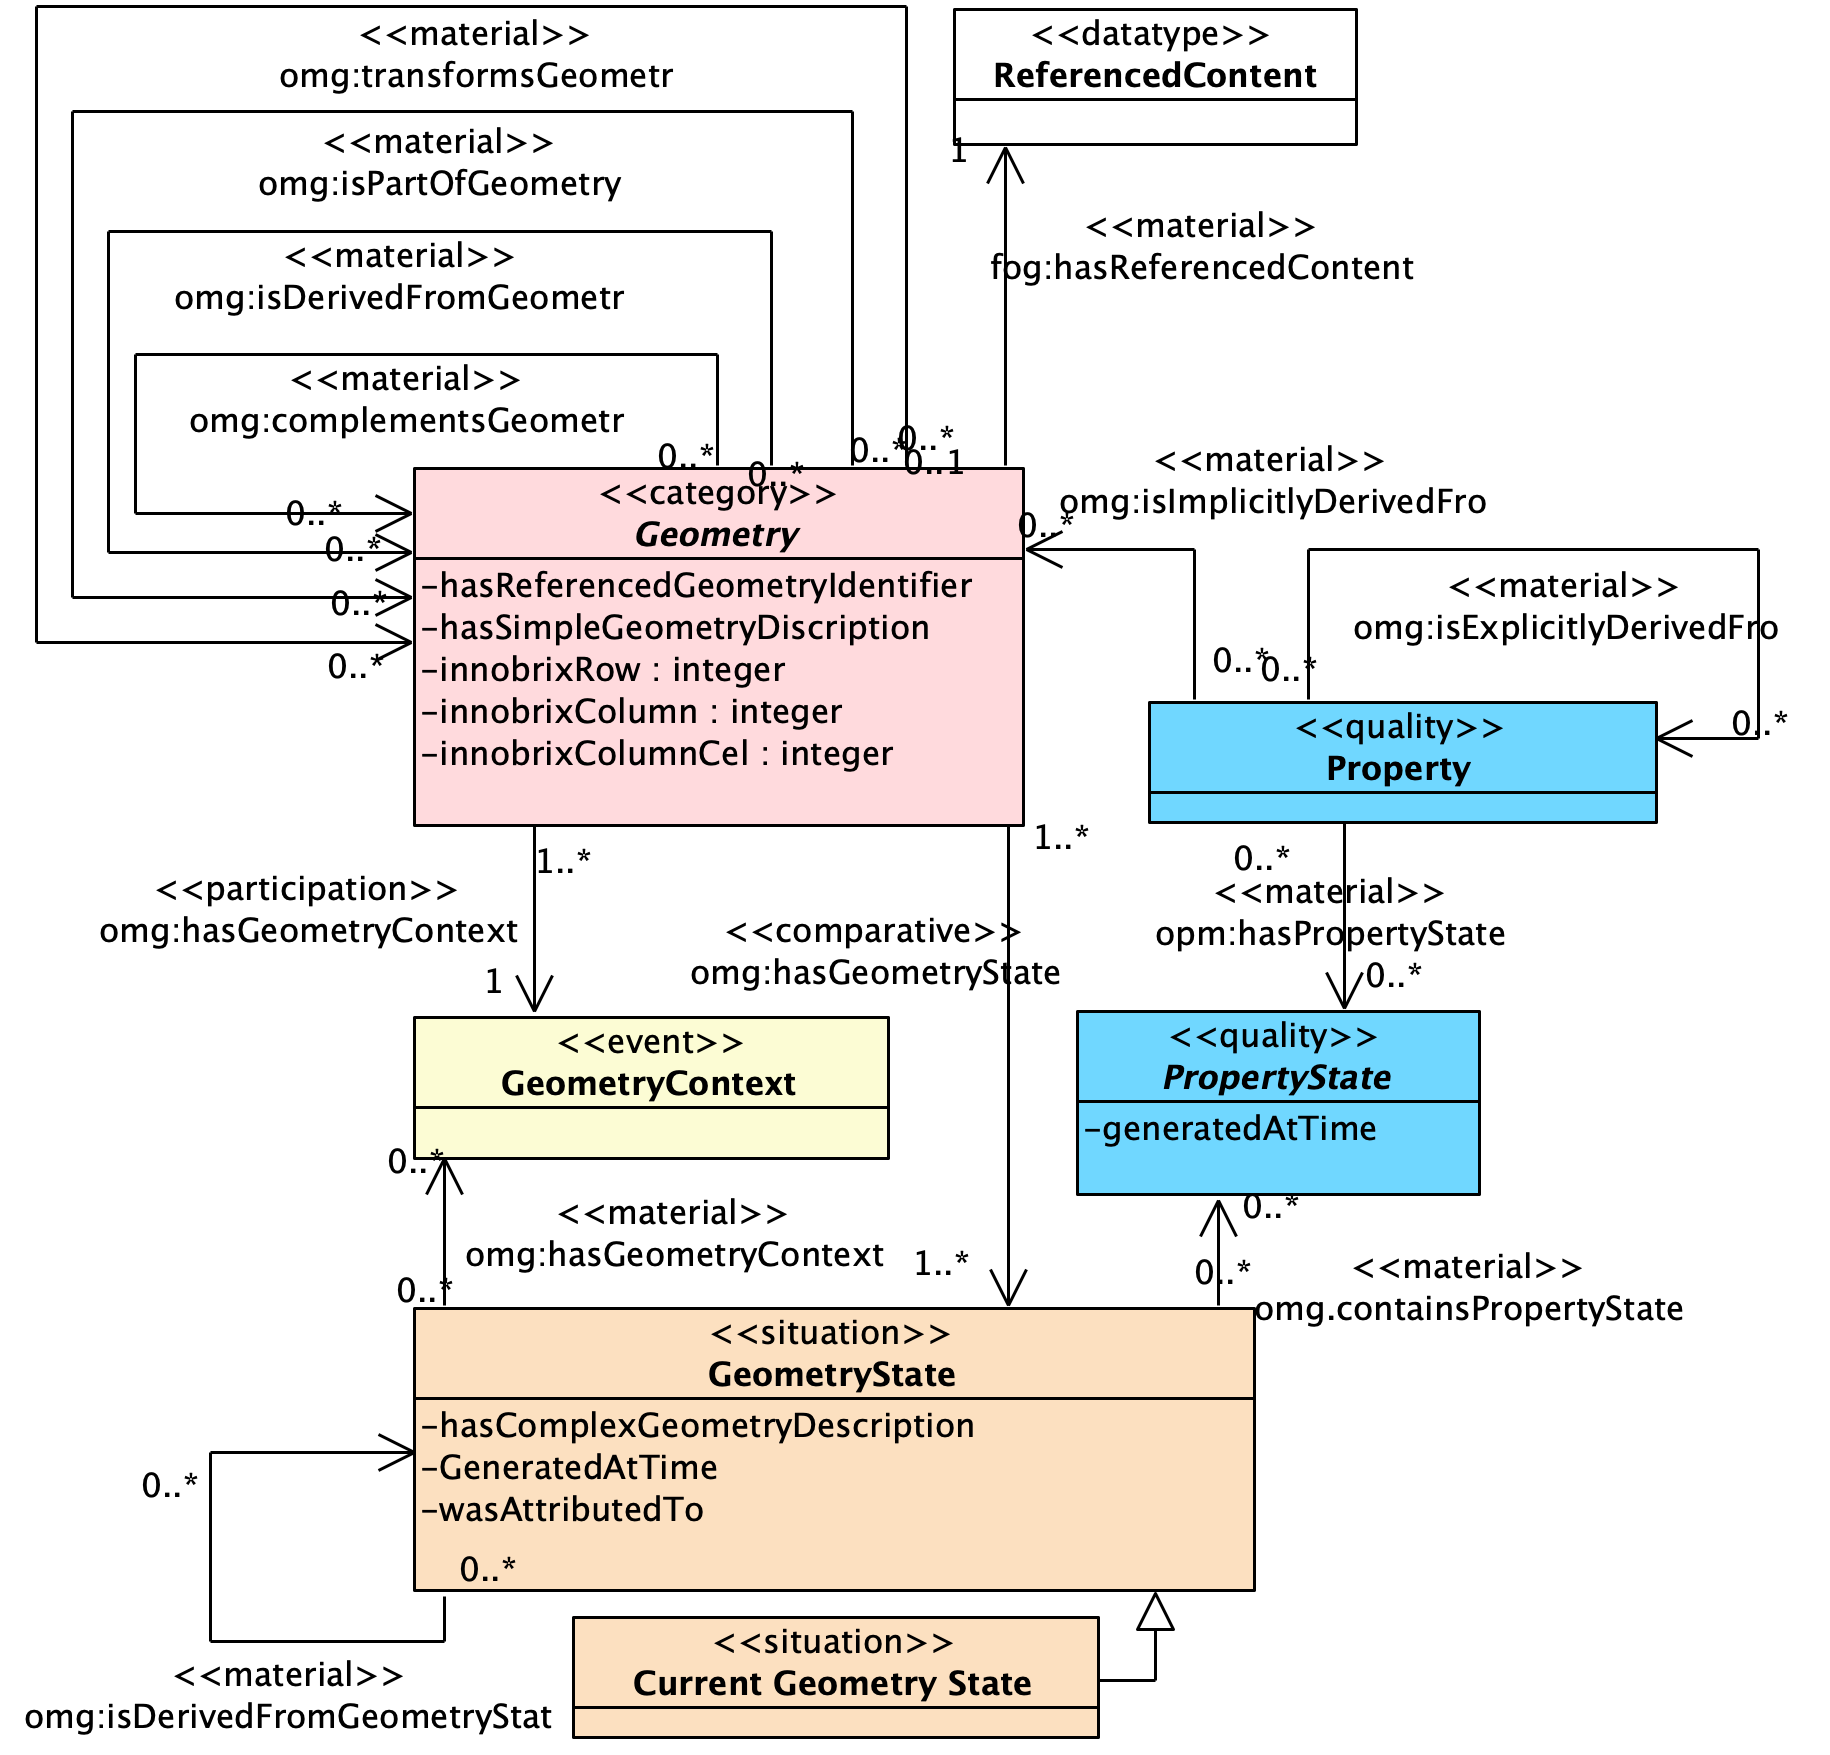 <<material>>
omg:transformsGeometr
<<material>>
omg:isPartOfGeometry
<<material>>
omg:isDerivedFromGeometr
<<material>>
omg:complementsGeometr
0..*
0..*
0..*
0..*
0..1
0..*
0..*
0..*
0..*
<<datatype>>
ReferencedContent
1
<<material>>
fog:hasReferencedContent
<<category>>
Geometry
-hasReferencedGeometryIdentifier
-hasSimpleGeometryDiscription
-innobrixRow : integer
-innobrixColumn : integer
-innobrixColumnCel : integer
<<material>>
omg:isImplicitlyDerivedFro
0..*
<<material>>
omg:isExplicitlyDerivedFro
0..*
0..*
0..*
<<quality>>
Property
1..*
<<participation>>
omg:hasGeometryContext
1
1..*
<<comparative>>
omg:hasGeometryState
0..*
<<material>>
opm:hasPropertyState
0..*
<<event>>
GeometryContext
<<quality>>
PropertyState
-generatedAtTime
0..*
<<material>>
omg:hasGeometryContext
0..*
1..*
0..*
0..*
<<material>>
omg.containsPropertyState
<<situation>>
GeometryState
-hasComplexGeometryDescription
-GeneratedAtTime
-wasAttributedTo
0..*
0..*
<<material>>
omg:isDerivedFromGeometryStat
<<situation>>
Current Geometry State